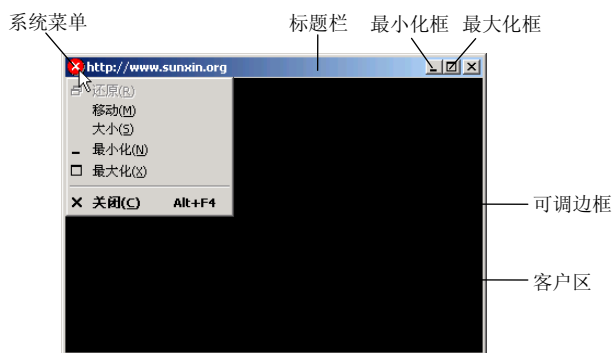 系统菜单 标题栏 最小化框 最大化框
http://www.sunxin.org
还原(R)
移动(M)
大小(S)
最小化(N)
最大化(X)
关闭(C) Alt+F4
可调边框
客户区